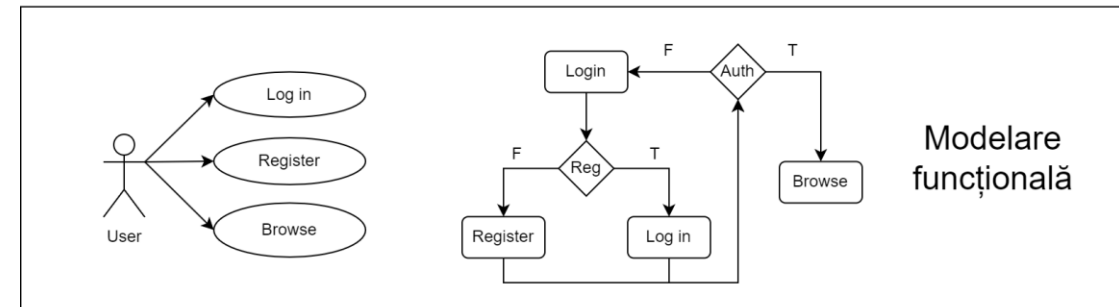 Log in
Register
Browse
User
F
T
Login
Auth
F
T
Reg
Browse
Register
Log in
Modelare
funcțională